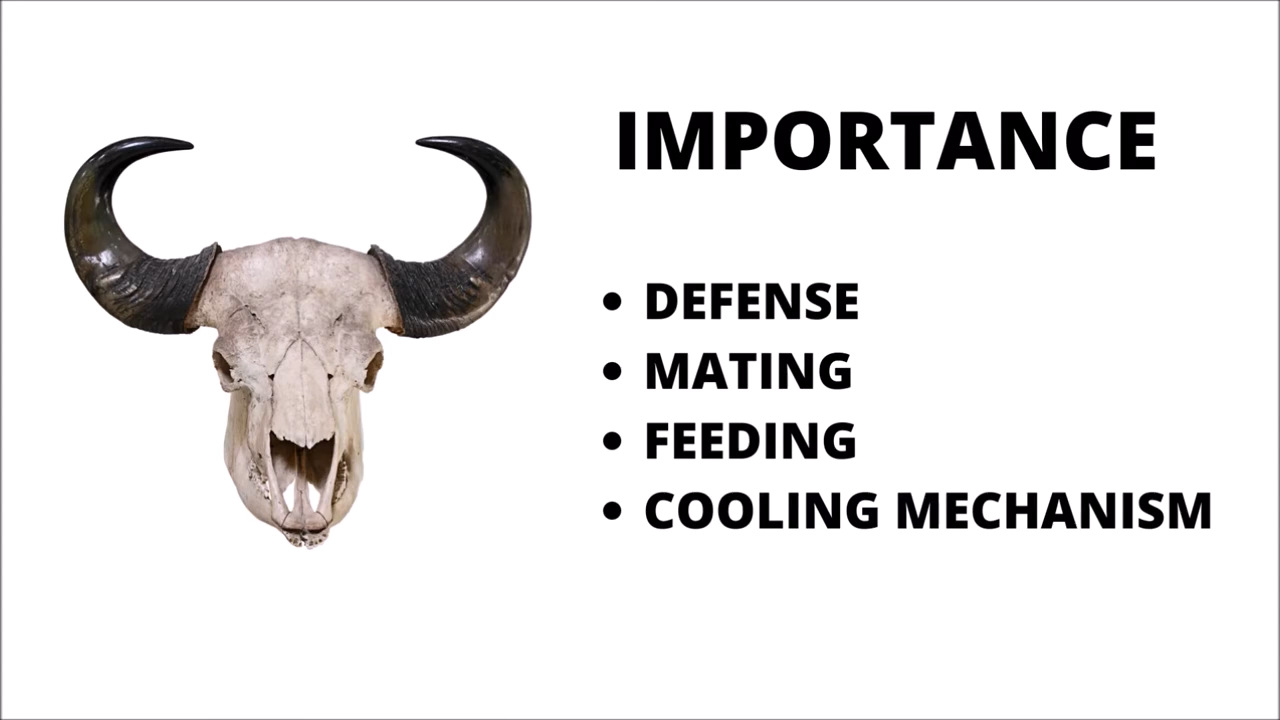 IMPORTANCE
• DEFENSE
• MATING
• FEEDING
• COOLING MECHANISM